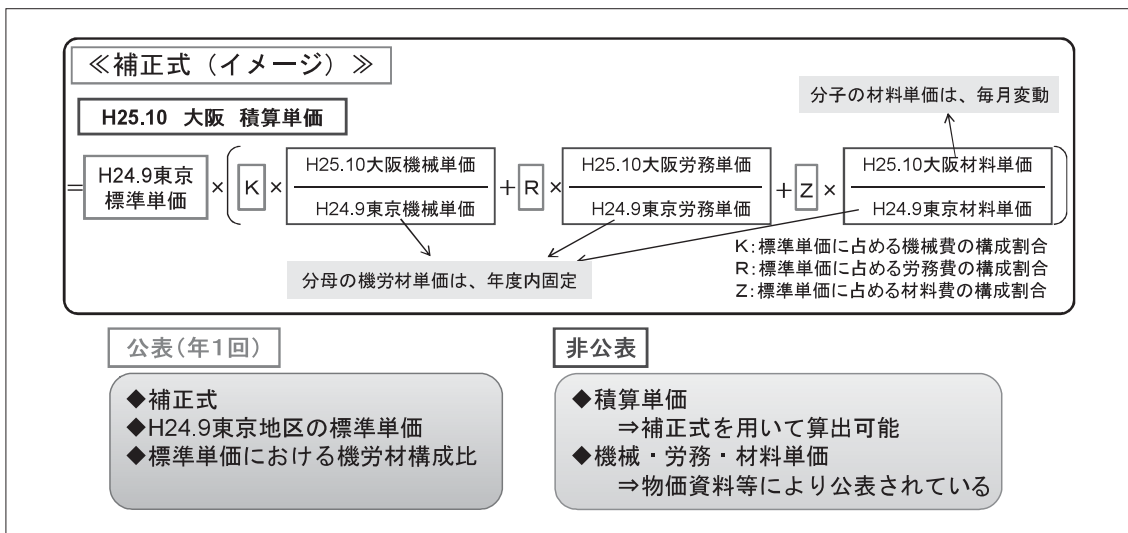 ≪補正式（イメージ）≫
分子の材料単価は、毎月変動
H25.10 大阪 積算単価
＝ H24.9東京標準単価 × ( K × H25.10大阪機械単価 / H24.9東京機械単価 ＋ R × H25.10大阪労務単価 / H24.9東京労務単価 ＋ Z × H25.10大阪材料単価 / H24.9東京材料単価 )
分母の機労材単価は、年度内固定
K：標準単価に占める機械費の構成割合
R：標準単価に占める労務費の構成割合
Z：標準単価に占める材料費の構成割合
公表（年１回）
◆補正式
◆H24.9東京地区の標準単価
◆標準単価における機労材構成比
非公表
◆積算単価
⇒補正式を用いて算出可能
◆機械・労務・材料単価
⇒物価資料等により公表されている